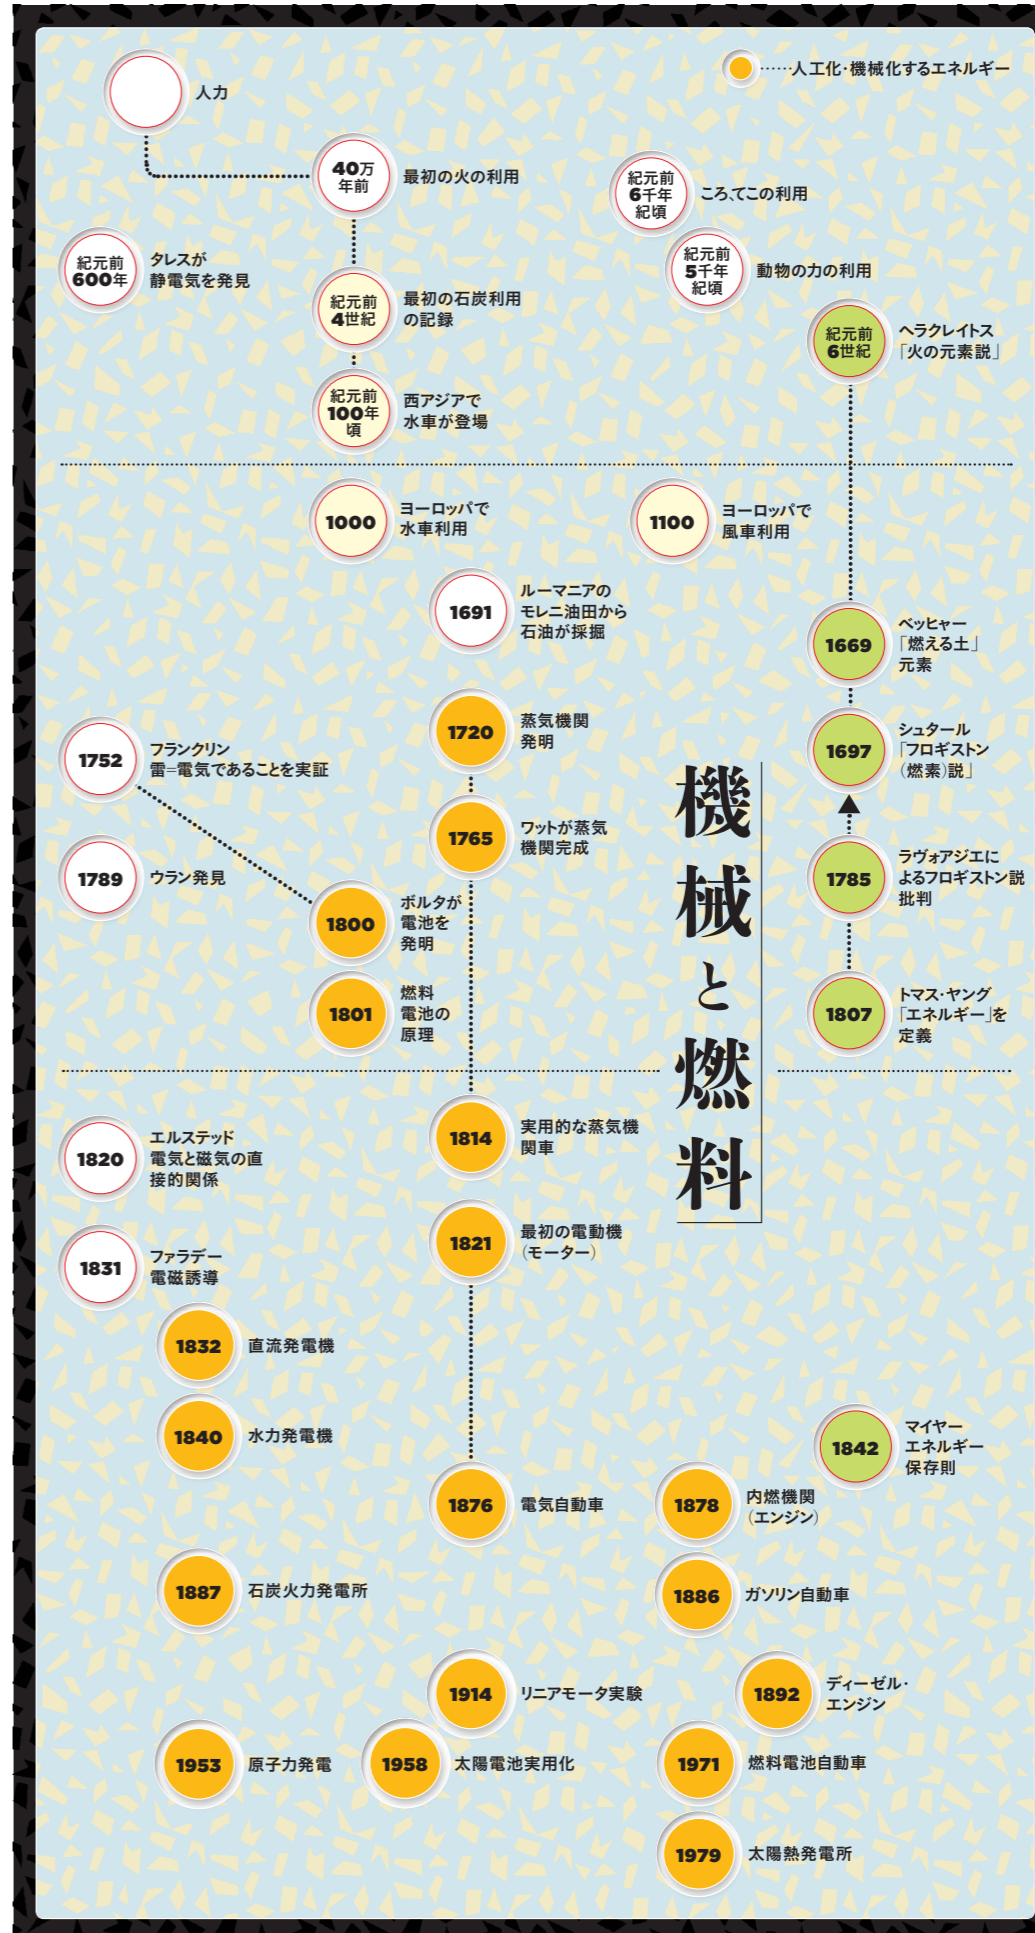 人力
……人工化・機械化するエネルギー
40万
年前
最初の火の利用
紀元前
6千年
紀頃
ころ、てこの利用
紀元前
600年
タレスが
静電気を発見
紀元前
5千年
紀頃
動物の力の利用
紀元前
4世紀
最初の石炭利用
の記録
紀元前
6世紀
ヘラクレイトス
「火の元素説」
紀元前
100年
頃
西アジアで
水車が登場
1000
ヨーロッパで
水車利用
1100
ヨーロッパで
風車利用
1691
ルーマニアの
モレニ油田から
石油が採掘
1669
ベッヒャー
「燃える土」
元素
1720
蒸気機関
発明
1697
シュタール
「フロギストン
(燃素)説」
1752
フランクリン
雷=電気であることを実証
1765
ワットが蒸気
機関完成
1789
ウラン発見
1785
ラヴォアジエに
よるフロギストン説
批判
1800
ボルタが
電池を
発明
1801
燃料
電池の
原理
1807
トマス・ヤング
「エネルギー」を
定義
機械と燃料
1814
実用的な蒸気機
関車
1820
エルステッド
電気と磁気の直
接的関係
1821
最初の電動機
(モーター)
1831
ファラデー
電磁誘導
1832
直流発電機
1840
水力発電機
1842
マイヤー
エネルギー
保存則
1876
電気自動車
1878
内燃機関
(エンジン)
1887
石炭火力発電所
1886
ガソリン自動車
1914
リニアモータ実験
1892
ディーゼル・
エンジン
1953
原子力発電
1958
太陽電池実用化
1971
燃料電池自動車
1979
太陽熱発電所